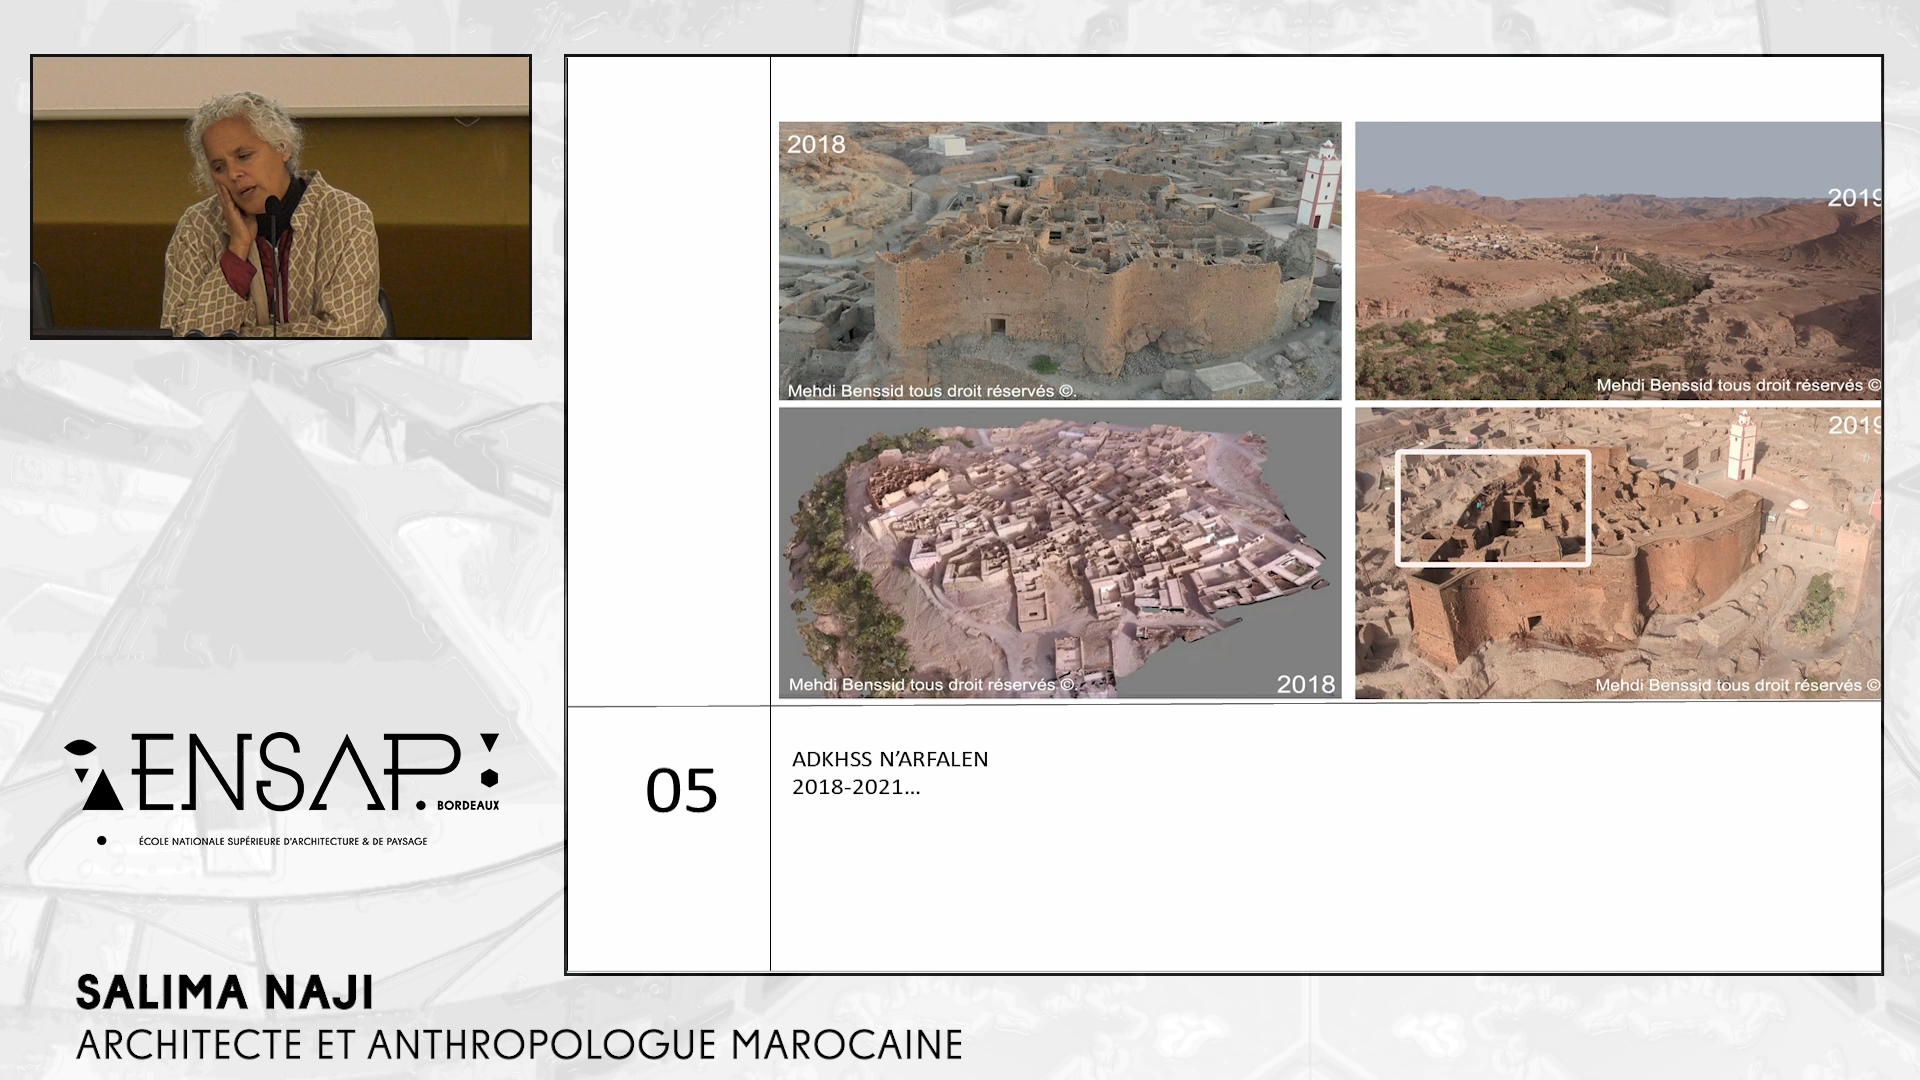 2018
Mehdi Benssid tous droit réservés ©.
2019
Mehdi Benssid tous droit réservés ©
Mehdi Benssid tous droit réservés ©.
2018
2019
Mehdi Benssid tous droit réservés ©
05
ADKHSS N’ARFALEN
2018-2021...
ENSAP.
BORDEAUX
ÉCOLE NATIONALE SUPÉRIEURE D'ARCHITECTURE & DE PAYSAGE
SALIMA NAJI
ARCHITECTE ET ANTHROPOLOGUE MAROCAINE